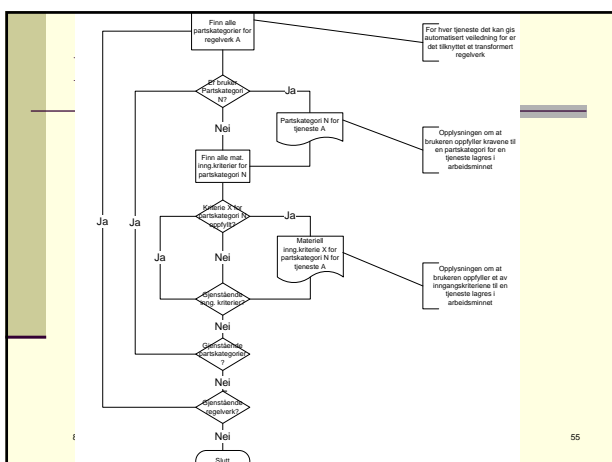 Finn alle
partskategorier for
regelverk A
For hver tjeneste det kan gis
automatisert veiledning for er
det tilknyttet et transformert
regelverk
Er bruker
Partskategori
N?
Ja
Nei
Partskategori N for
tjeneste A
Opplysningen om at
brukeren oppfyller kravene til
en partskategori for en
tjeneste lagres i
arbeidsminnet
Finn alle mat.
inng.kriterier for
partskategori N
Kriterie X for
partskategori N
oppfyllt?
Ja
Ja
Ja
Ja
Nei
Materiell
inng.kriterie X for
partskategori N for
tjeneste A
Opplysningen om at
brukeren oppfyller et av
inngangskriteriene til en
tjeneste lagres i
arbeidsminnet
Gjenstående
inng. kriterier?
Nei
Gjenstående
partskategorier
?
Nei
Gjenstående
regelverk?
Nei
55
Slutt